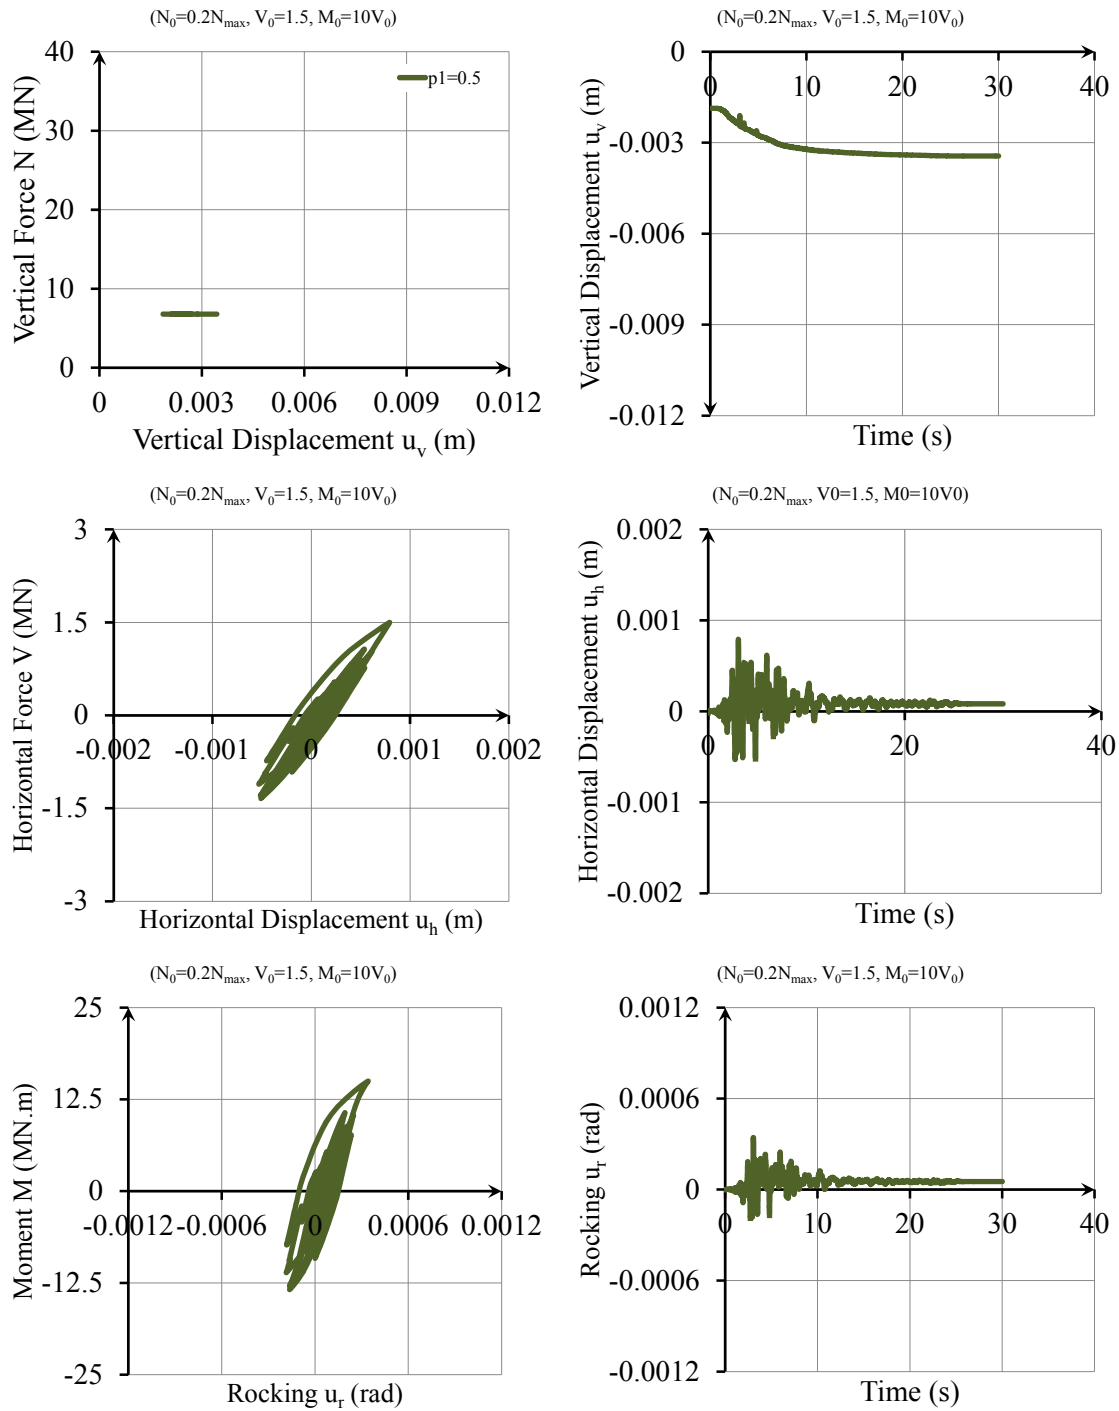 (N₀=0.2Nₘₐₓ, V₀=1.5, M₀=10V₀)
40
30
20
10
0
p1=0.5
Vertical Force N (MN)
0 0.003 0.006 0.009 0.012
Vertical Displacement uᵥ (m)
(N₀=0.2Nₘₐₓ, V₀=1.5, M₀=10V₀)
0
-0.003
-0.006
-0.009
-0.012
0 10 20 30 40
Vertical Displacement uᵥ (m)
Time (s)
(N₀=0.2Nₘₐₓ, V₀=1.5, M₀=10V₀)
3
1.5
0
-1.5
-3
-0.002 -0.001 0 0.001 0.002
Horizontal Force V (MN)
Horizontal Displacement uₕ (m)
(N₀=0.2Nₘₐₓ, V0=1.5, M0=10V0)
0.002
0.001
0
-0.001
-0.002
0 20 40
Horizontal Displacement uₕ (m)
Time (s)
(N₀=0.2Nₘₐₓ, V₀=1.5, M₀=10V₀)
25
12.5
0
-12.5
-25
-0.0012 -0.0006 0 0.0006 0.0012
Moment M (MN.m)
Rocking uᵣ (rad)
(N₀=0.2Nₘₐₓ, V₀=1.5, M₀=10V₀)
0.0012
0.0006
0
-0.0006
-0.0012
0 10 20 30 40
Rocking uᵣ (rad)
Time (s)